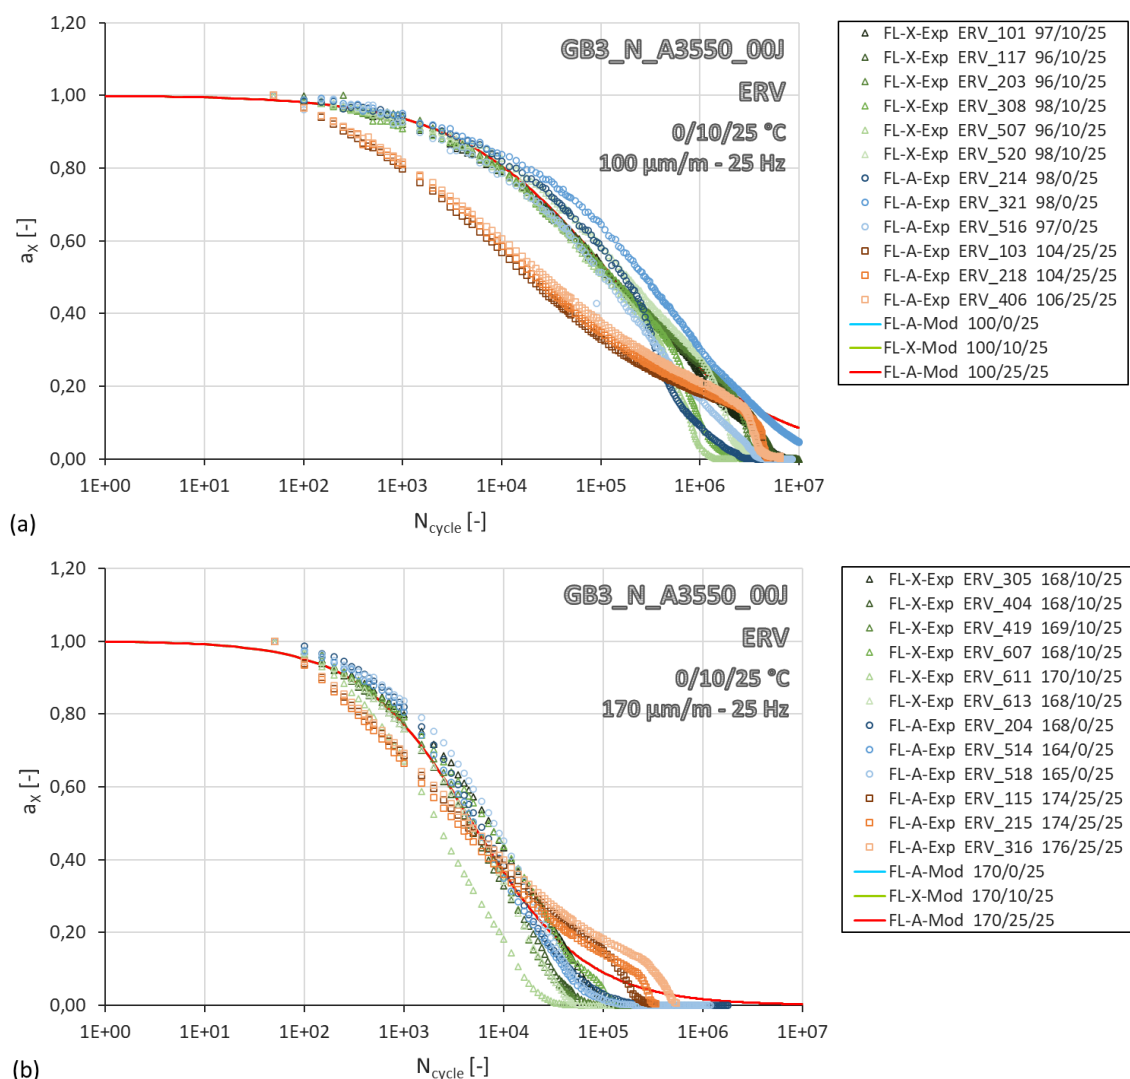 1,20
1,00
0,80
0,60
0,40
0,20
0,00
a_X [-]
GB3_N_A3550_00J
ERV
0/10/25 °C
100 µm/m - 25 Hz
1E+00 1E+01 1E+02 1E+03 1E+04 1E+05 1E+06 1E+07
N_cycle [-]
(a)
FL-X-Exp ERV_101 97/10/25
FL-X-Exp ERV_117 96/10/25
FL-X-Exp ERV_203 96/10/25
FL-X-Exp ERV_308 98/10/25
FL-X-Exp ERV_507 96/10/25
FL-X-Exp ERV_520 98/10/25
FL-A-Exp ERV_214 98/0/25
FL-A-Exp ERV_321 98/0/25
FL-A-Exp ERV_516 97/0/25
FL-A-Exp ERV_103 104/25/25
FL-A-Exp ERV_218 104/25/25
FL-A-Exp ERV_406 106/25/25
FL-A-Mod 100/0/25
FL-X-Mod 100/10/25
FL-A-Mod 100/25/25
1,20
1,00
0,80
0,60
0,40
0,20
0,00
a_X [-]
GB3_N_A3550_00J
ERV
0/10/25 °C
170 µm/m - 25 Hz
1E+00 1E+01 1E+02 1E+03 1E+04 1E+05 1E+06 1E+07
N_cycle [-]
(b)
FL-X-Exp ERV_305 168/10/25
FL-X-Exp ERV_404 168/10/25
FL-X-Exp ERV_419 169/10/25
FL-X-Exp ERV_607 168/10/25
FL-X-Exp ERV_611 170/10/25
FL-X-Exp ERV_613 168/10/25
FL-A-Exp ERV_204 168/0/25
FL-A-Exp ERV_514 164/0/25
FL-A-Exp ERV_518 165/0/25
FL-A-Exp ERV_115 174/25/25
FL-A-Exp ERV_215 174/25/25
FL-A-Exp ERV_316 176/25/25
FL-A-Mod 170/0/25
FL-X-Mod 170/10/25
FL-A-Mod 170/25/25